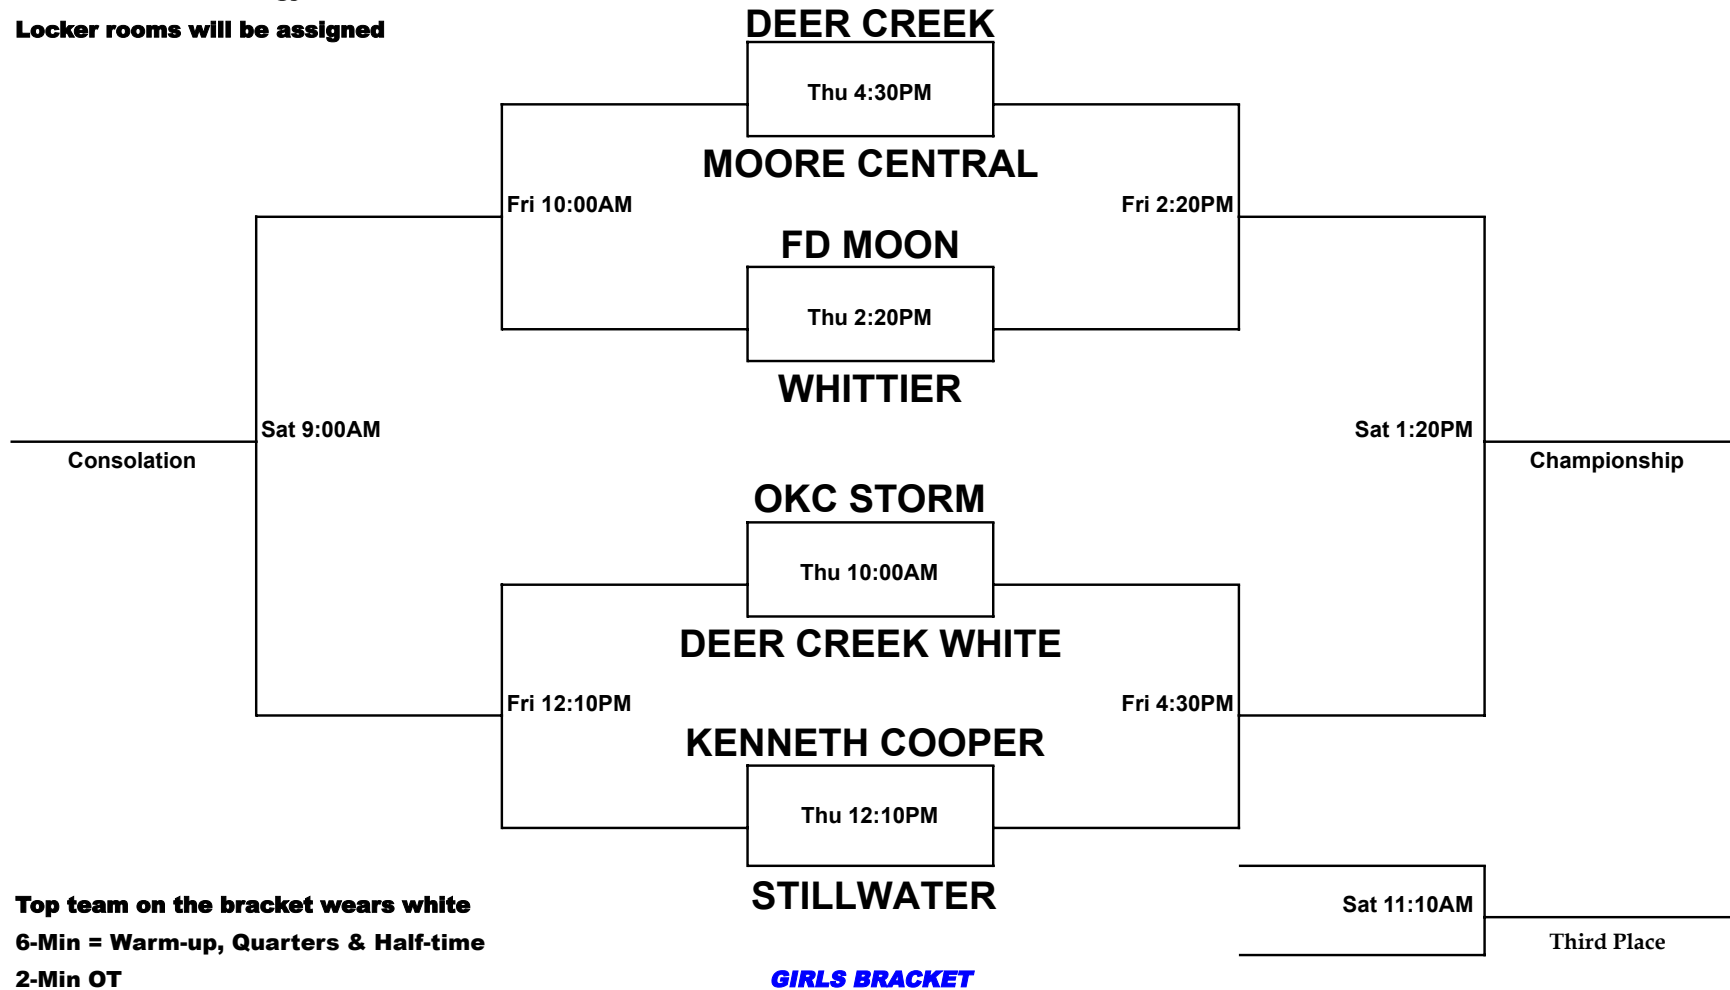 Locker rooms will be assigned
DEER CREEK
Thu 4:30PM
MOORE CENTRAL
Fri 10:00AM
Fri 2:20PM
FD MOON
Thu 2:20PM
WHITTIER
Sat 9:00AM
Sat 1:20PM
Consolation
Championship
OKC STORM
Thu 10:00AM
DEER CREEK WHITE
Fri 12:10PM
Fri 4:30PM
KENNETH COOPER
Thu 12:10PM
STILLWATER
Top team on the bracket wears white
Sat 11:10AM
6-Min = Warm-up, Quarters & Half-time
Third Place
2-Min OT
GIRLS BRACKET